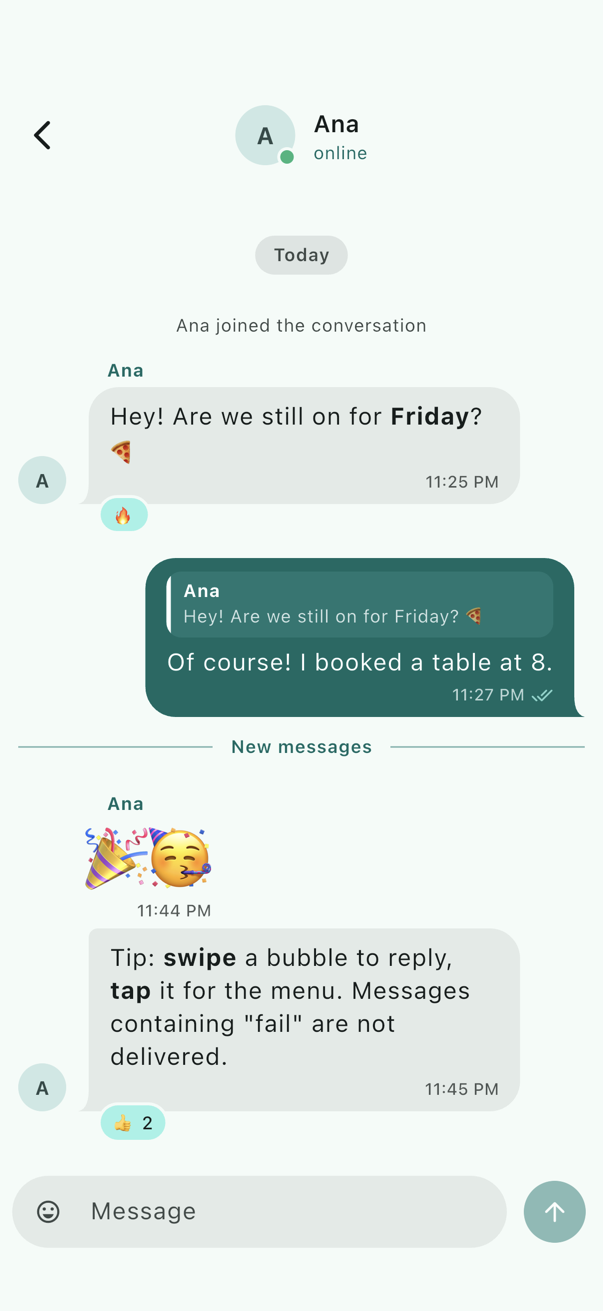 A
Ana
online
Today
Ana joined the conversation
Ana
Hey! Are we still on for Friday?
🍕
11:25 PM
A
🔥
Ana
Hey! Are we still on for Friday? 🍕
Of course! I booked a table at 8.
11:27 PM
New messages
Ana
🎉🥳
11:44 PM
Tip: swipe a bubble to reply,
tap it for the menu. Messages
containing "fail" are not
delivered.
11:45 PM
A
👍 2
Message